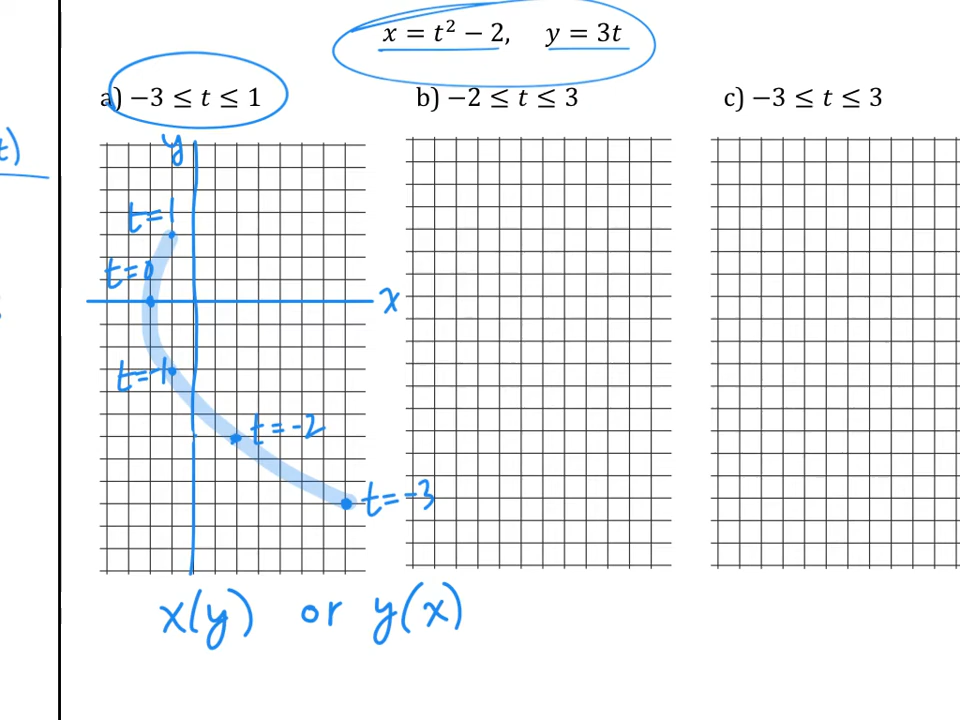 x = t² − 2, y = 3t
a) −3 ≤ t ≤ 1
b) −2 ≤ t ≤ 3
c) −3 ≤ t ≤ 3
t)
y
t=1
t=0
x
t=-1
t=-2
t=-3
x(y) or y(x)